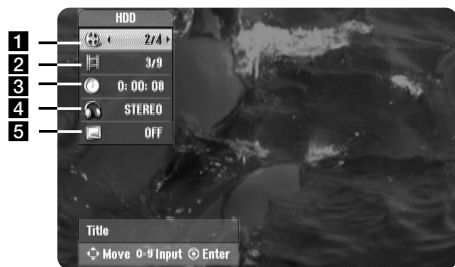 HDD
1 2/4
2 3/9
3 0: 00: 08
4 STEREO
5 OFF
Title
Move 0-9 Input Enter